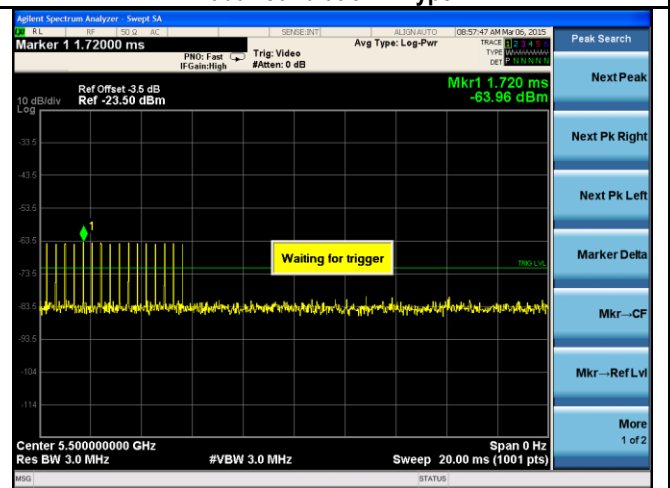 Agilent Spectrum Analyzer - Swept SA
RL RF 50 Ω AC SENSE:INT ALIGN AUTO 08:57:47 AM Mar 06, 2015
Marker 1 1.72000 ms
PNO: Fast
IFGain:High
Trig: Video
#Atten: 0 dB
Avg Type: Log-Pwr
TRACE 1 2 3 4 5 6
TYPE
DET P N N N N N
Mkr1 1.720 ms
-63.96 dBm
Ref Offset -3.5 dB
Ref -23.50 dBm
10 dB/div
Log
-33.5
-43.5
-53.5
-63.5
-73.5
-83.5
-93.5
-104
-114
1
Waiting for trigger
TRIG LVL
Center 5.500000000 GHz
Span 0 Hz
Res BW 3.0 MHz
#VBW 3.0 MHz
Sweep 20.00 ms (1001 pts)
MSG
STATUS
Peak Search
Next Peak
Next Pk Right
Next Pk Left
Marker Delta
Mkr→CF
Mkr→Ref Lvl
More
1 of 2